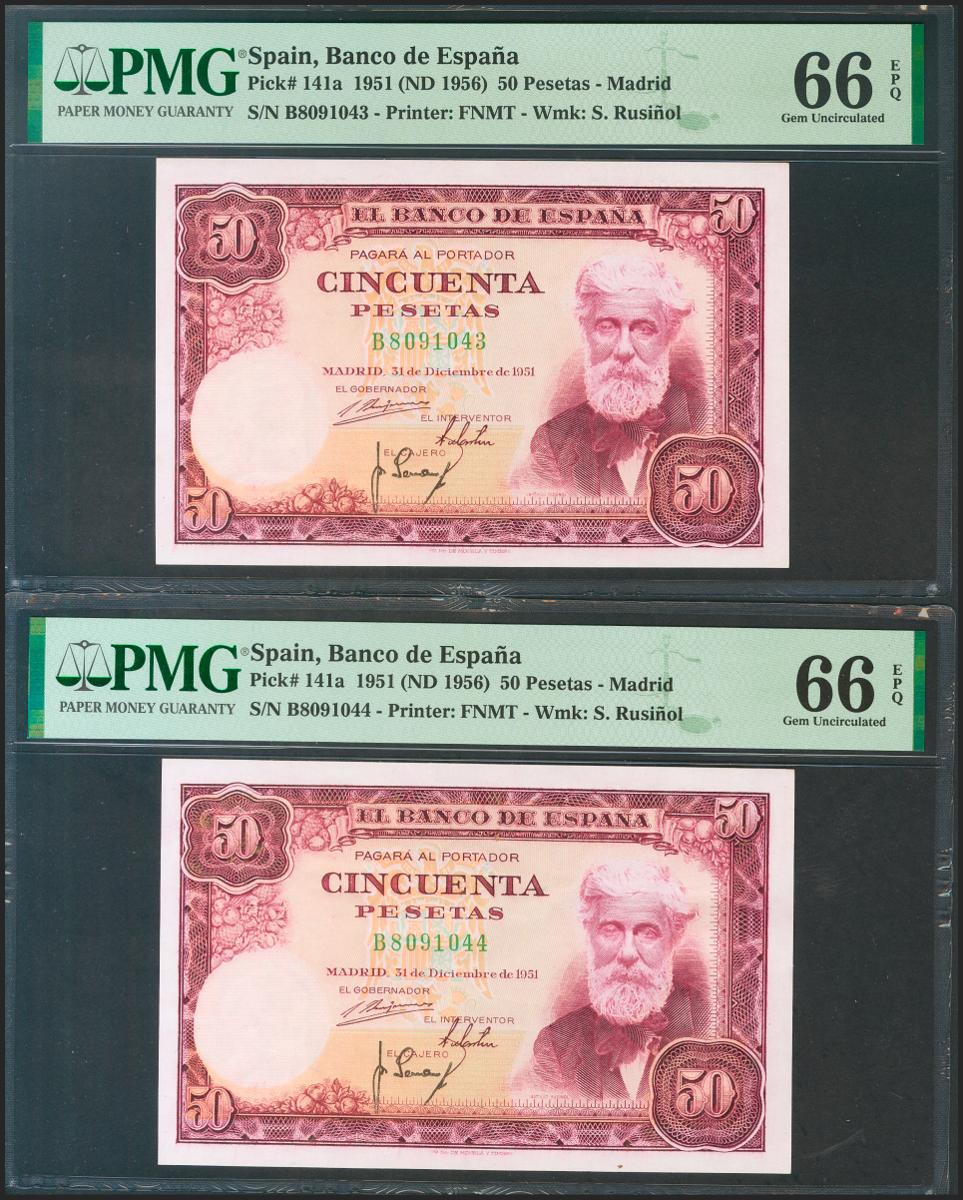 PMG® Spain, Banco de España
Pick# 141a 1951 (ND 1956) 50 Pesetas - Madrid
PAPER MONEY GUARANTY S/N B8091043 - Printer: FNMT - Wmk: S. Rusiñol
66 EPQ
Gem Uncirculated
50 EL BANCO DE ESPAÑA 50
PAGARÁ AL PORTADOR
CINCUENTA
PESETAS
B8091043
MADRID, 31 de Diciembre de 1951
EL GOBERNADOR
EL INTERVENTOR
EL CAJERO
50 50
PMG® Spain, Banco de España
Pick# 141a 1951 (ND 1956) 50 Pesetas - Madrid
PAPER MONEY GUARANTY S/N B8091044 - Printer: FNMT - Wmk: S. Rusiñol
66 EPQ
Gem Uncirculated
50 EL BANCO DE ESPAÑA 50
PAGARÁ AL PORTADOR
CINCUENTA
PESETAS
B8091044
MADRID, 31 de Diciembre de 1951
EL GOBERNADOR
EL INTERVENTOR
EL CAJERO
50 50